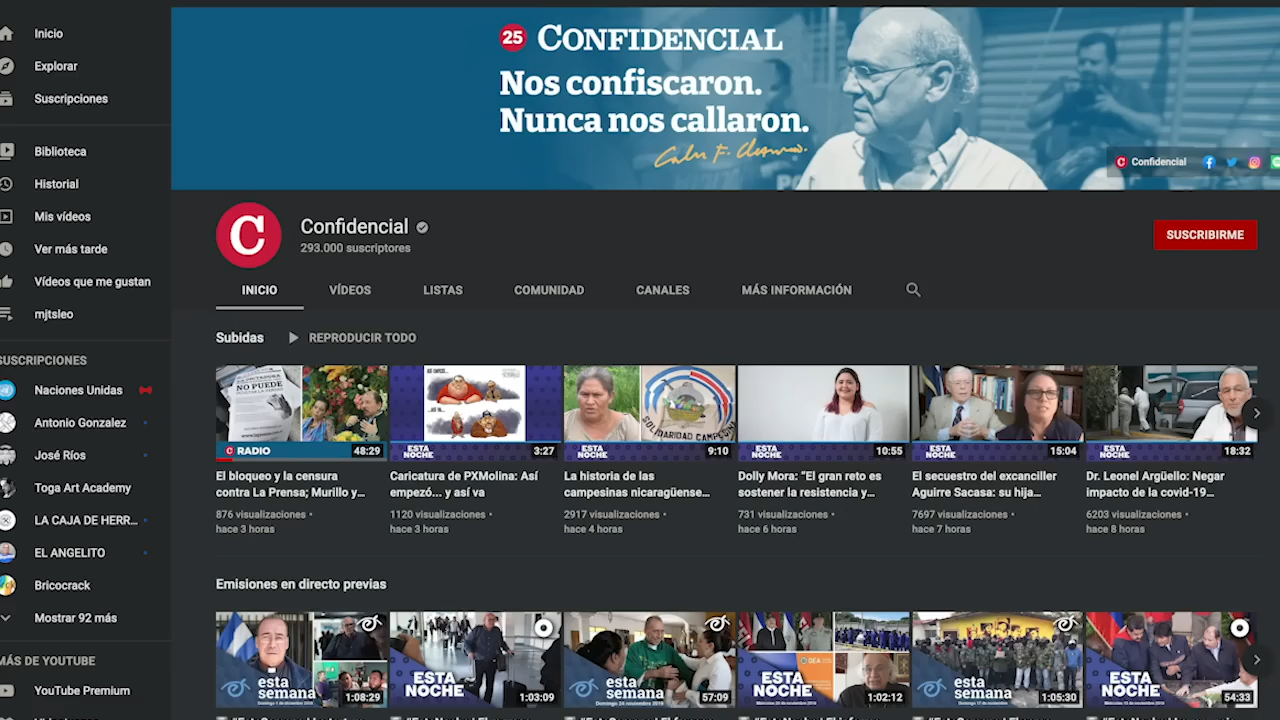 Inicio
Explorar
Suscripciones
Biblioteca
Historial
Mis vídeos
Ver más tarde
Vídeos que me gustan
mjtsleo
SUSCRIPCIONES
Naciones Unidas
Antonio Gonzalez
José Ríos
Toga Art Academy
LA CAJA DE HERR...
EL ANGELITO
Bricocrack
Mostrar 92 más
MÁS DE YOUTUBE
YouTube Premium
25 CONFIDENCIAL
Nos confiscaron.
Nunca nos callaron.
Confidencial
C Confidencial
293.000 suscriptores
SUSCRIBIRME
INICIO VÍDEOS LISTAS COMUNIDAD CANALES MÁS INFORMACIÓN
Subidas REPRODUCIR TODO
NO PUEDE
C RADIO 48:29
El bloqueo y la censura
contra La Prensa; Murillo y...
876 visualizaciones •
hace 3 horas
ESTA
NOCHE 3:27
Caricatura de PXMolina: Así
empezó... y así va
1120 visualizaciones •
hace 3 horas
ESTA
NOCHE 9:10
La historia de las
campesinas nicaragüense...
2917 visualizaciones •
hace 4 horas
ESTA
NOCHE 10:55
Dolly Mora: “El gran reto es
sostener la resistencia y...
731 visualizaciones •
hace 6 horas
ESTA
NOCHE 15:04
El secuestro del excanciller
Aguirre Sacasa: su hija...
7697 visualizaciones •
hace 7 horas
ESTA
NOCHE 18:32
Dr. Leonel Argüello: Negar
impacto de la covid-19...
6203 visualizaciones •
hace 8 horas
Emisiones en directo previas
esta
semana 1:08:29
ESTA
NOCHE 1:03:09
esta
semana 57:09
ESTA
NOCHE 1:02:12
esta
semana 1:05:30
ESTA
NOCHE 54:33